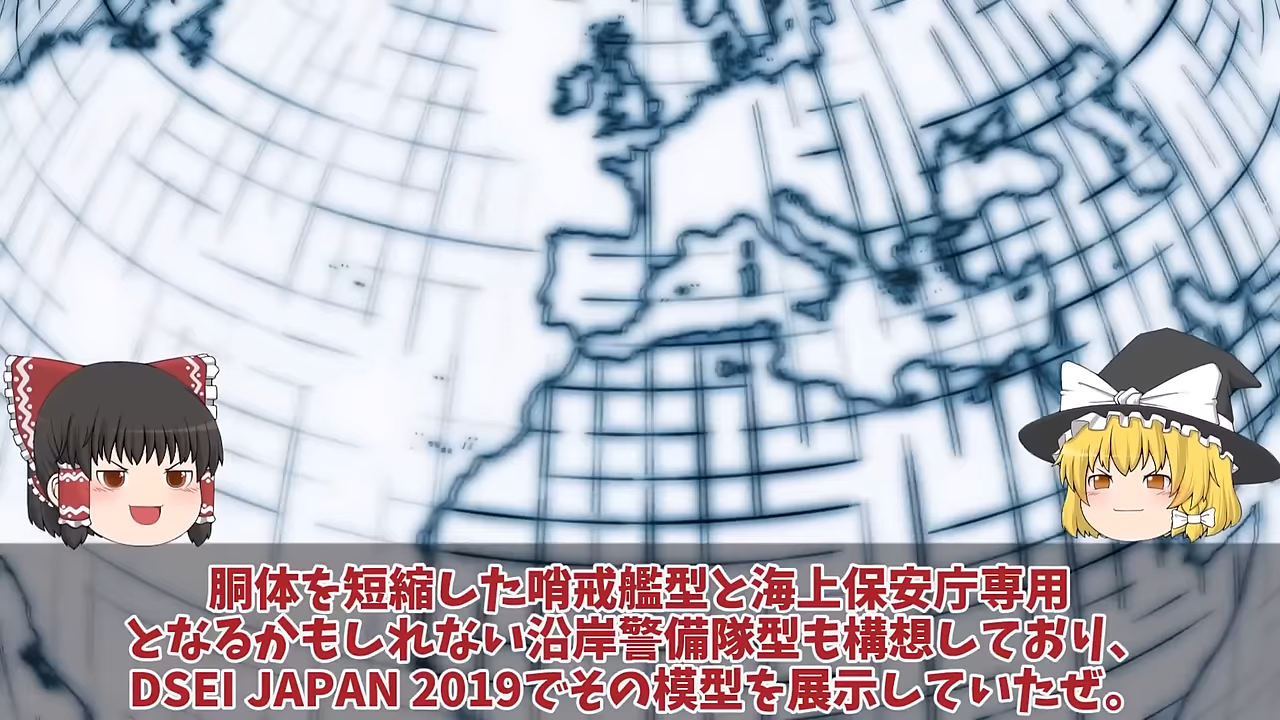 胴体を短縮した哨戒艦型と海上保安庁専用
となるかもしれない沿岸警備隊型も構想しており、
DSEI JAPAN 2019でその模型を展示していたぜ。